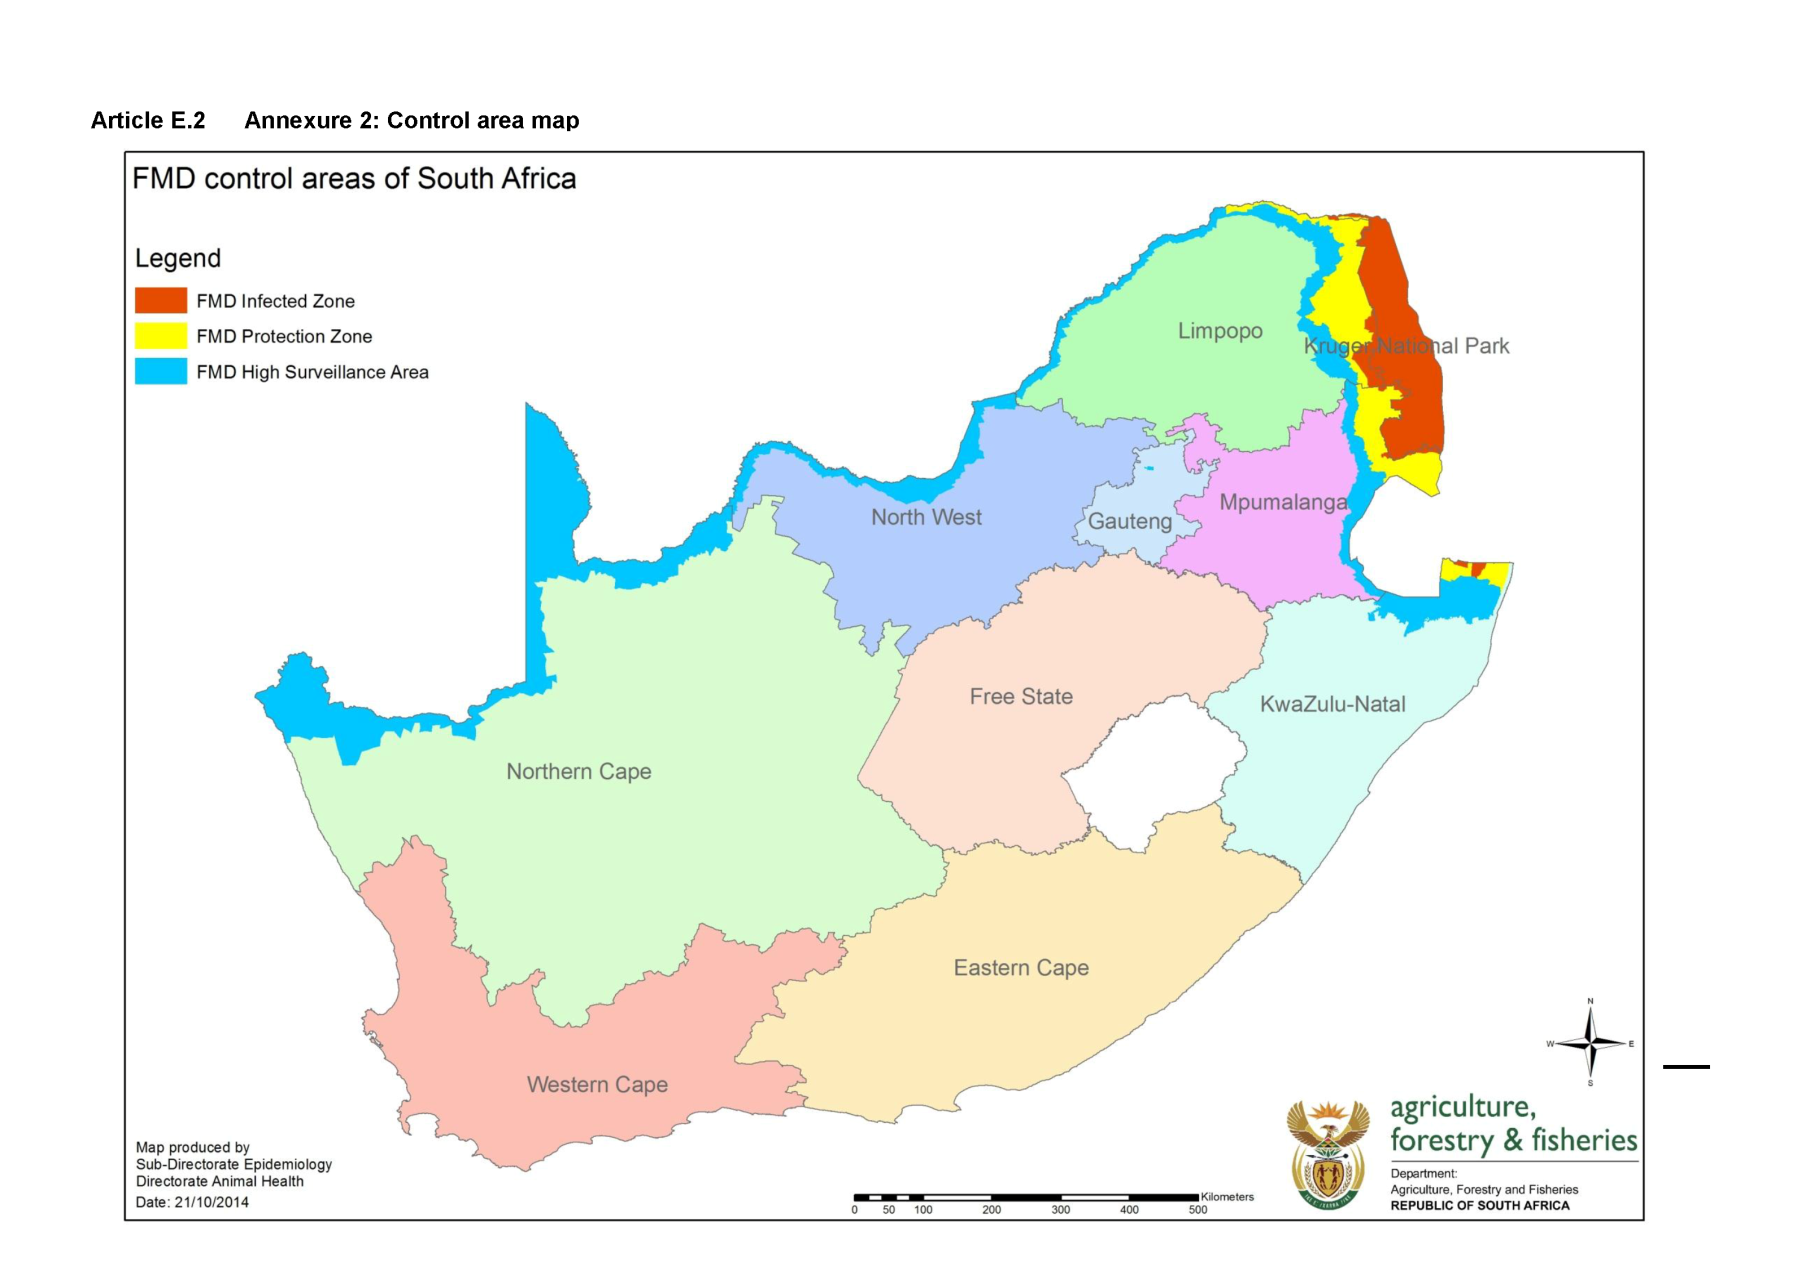 Article E.2 Annexure 2: Control area map
FMD control areas of South Africa
Legend
FMD Infected Zone
FMD Protection Zone
FMD High Surveillance Area
Limpopo
Kruger National Park
North West
Gauteng
Mpumalanga
Free State
KwaZulu-Natal
Northern Cape
Eastern Cape
Western Cape
N
W E
S
Map produced by
Sub-Directorate Epidemiology
Directorate Animal Health
Date: 21/10/2014
Kilometers
0 50 100 200 300 400 500
agriculture,
forestry & fisheries
Department:
Agriculture, Forestry and Fisheries
REPUBLIC OF SOUTH AFRICA